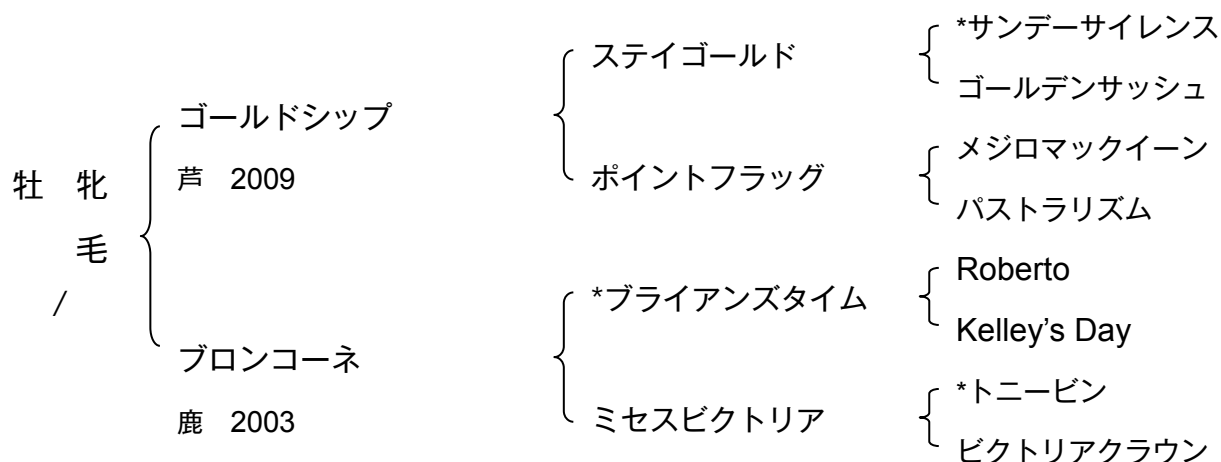 牡 牝
毛
/
ゴールドシップ
芦 2009
ブロンコーネ
鹿 2003
ステイゴールド
ポイントフラッグ
*ブライアンズタイム
ミセスビクトリア
*サンデーサイレンス
ゴールデンサッシュ
メジロマックイーン
パストラリズム
Roberto
Kelley's Day
*トニービン
ビクトリアクラウン